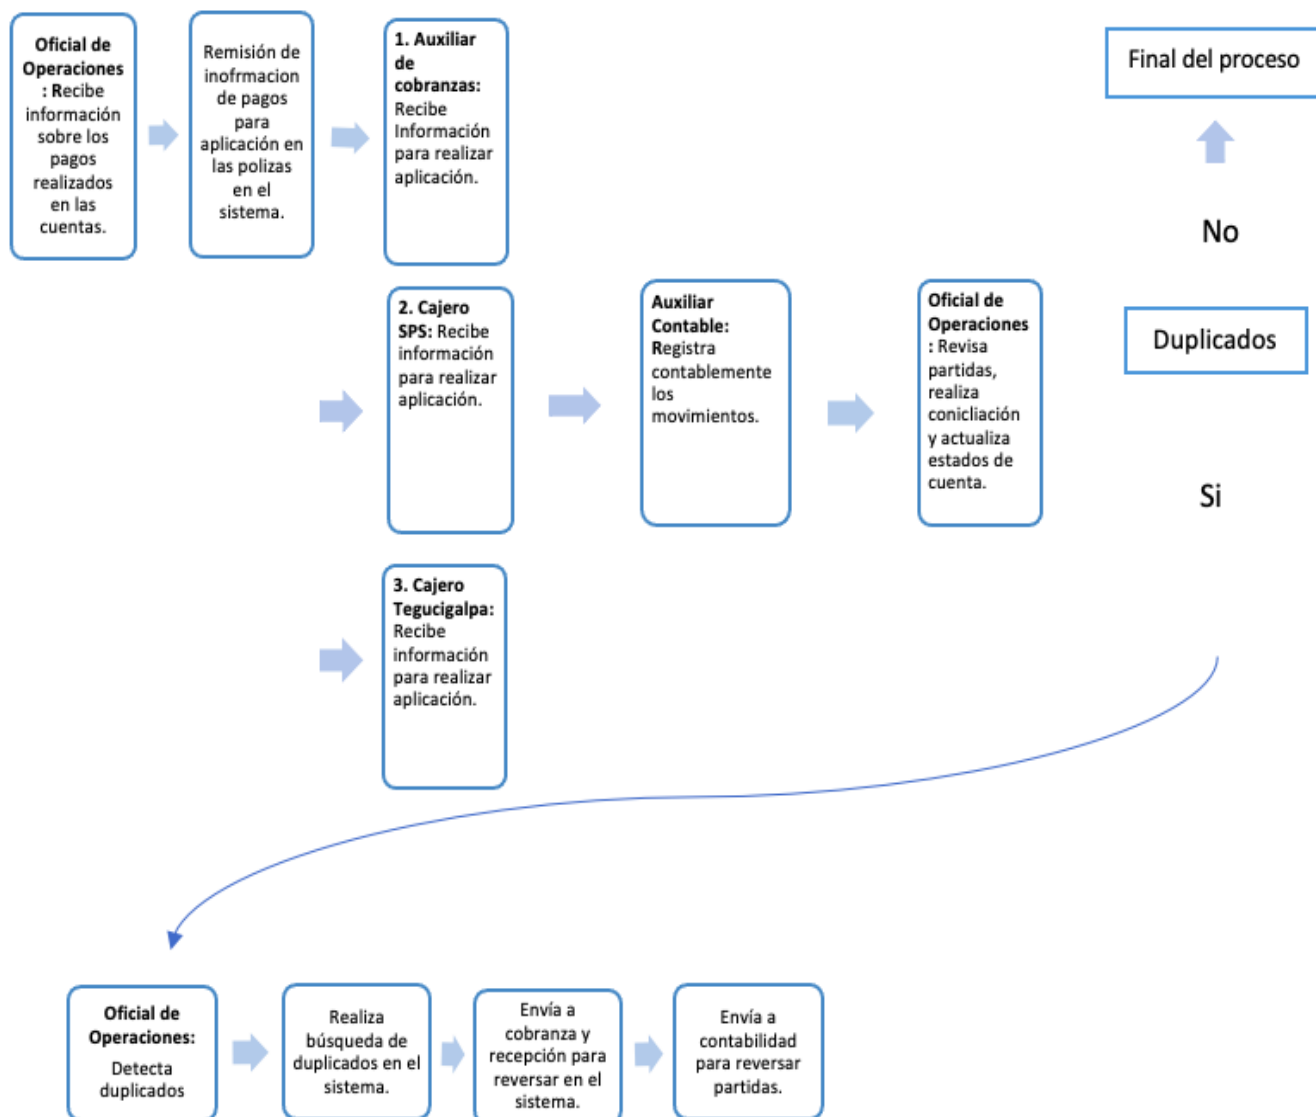 Oficial de
Operaciones
: Recibe
información
sobre los
pagos
realizados
en las
cuentas.
Remisión de
inofrmacion
de pagos
para
aplicación en
las polizas
en el
sistema.
1. Auxiliar
de
cobranzas:
Recibe
Información
para realizar
aplicación.
Final del proceso
No
2. Cajero
SPS: Recibe
información
para realizar
aplicación.
Auxiliar
Contable:
Registra
contablemente
los
movimientos.
Oficial de
Operaciones
: Revisa
partidas,
realiza
conicliación
y actualiza
estados de
cuenta.
Duplicados
Si
3. Cajero
Tegucigalpa:
Recibe
información
para realizar
aplicación.
Oficial de
Operaciones:
Detecta
duplicados
Realiza
búsqueda de
duplicados en el
sistema.
Envía a
cobranza y
recepción para
reversar en el
sistema.
Envía a
contabilidad
para reversar
partidas.